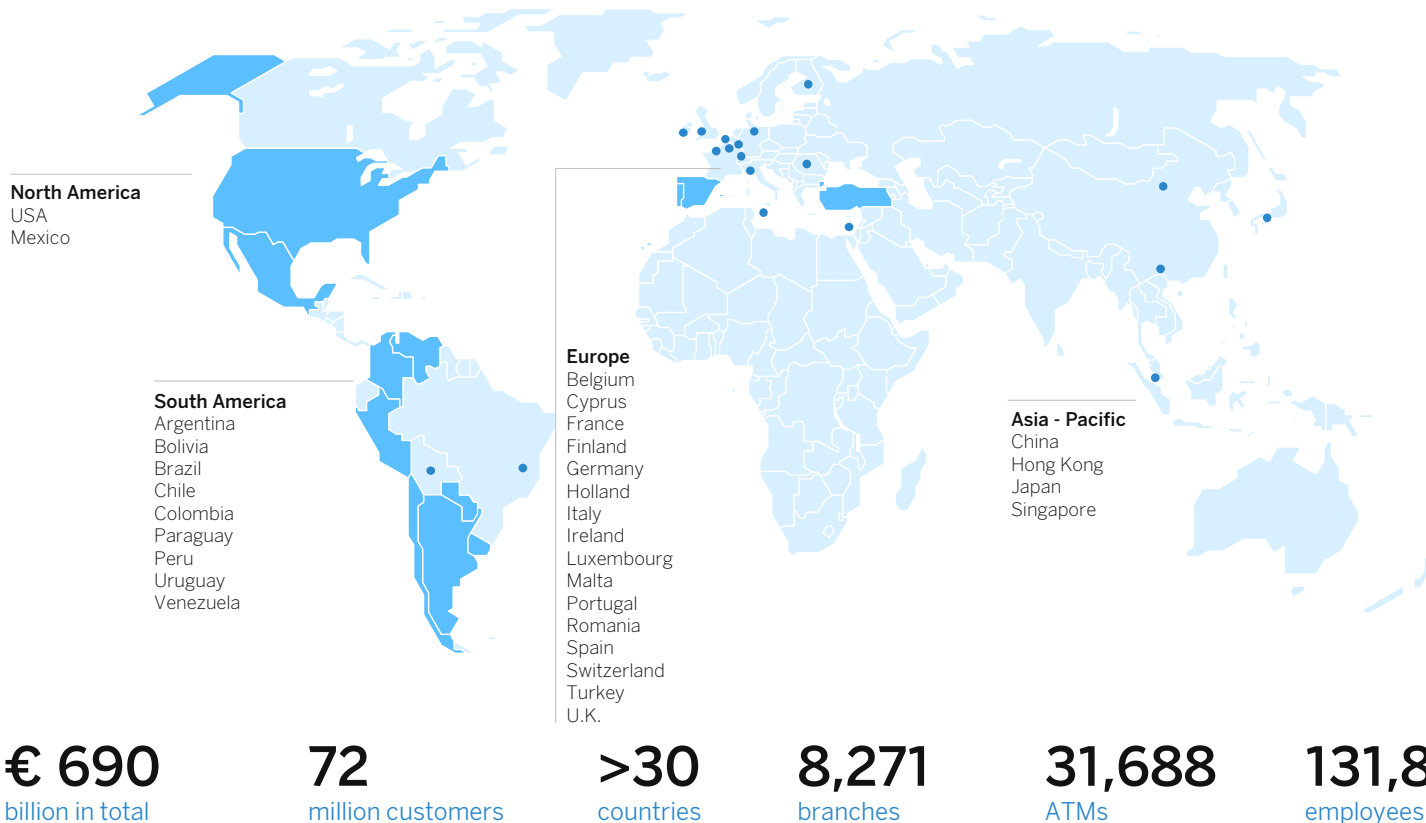 North America
USA
Mexico
South America
Argentina
Bolivia
Brazil
Chile
Colombia
Paraguay
Peru
Uruguay
Venezuela
Europe
Belgium
Cyprus
France
Finland
Germany
Holland
Italy
Ireland
Luxembourg
Malta
Portugal
Romania
Spain
Switzerland
Turkey
U.K.
Asia - Pacific
China
Hong Kong
Japan
Singapore
€ 690
billion in total
72
million customers
>30
countries
8,271
branches
31,688
ATMs
employees